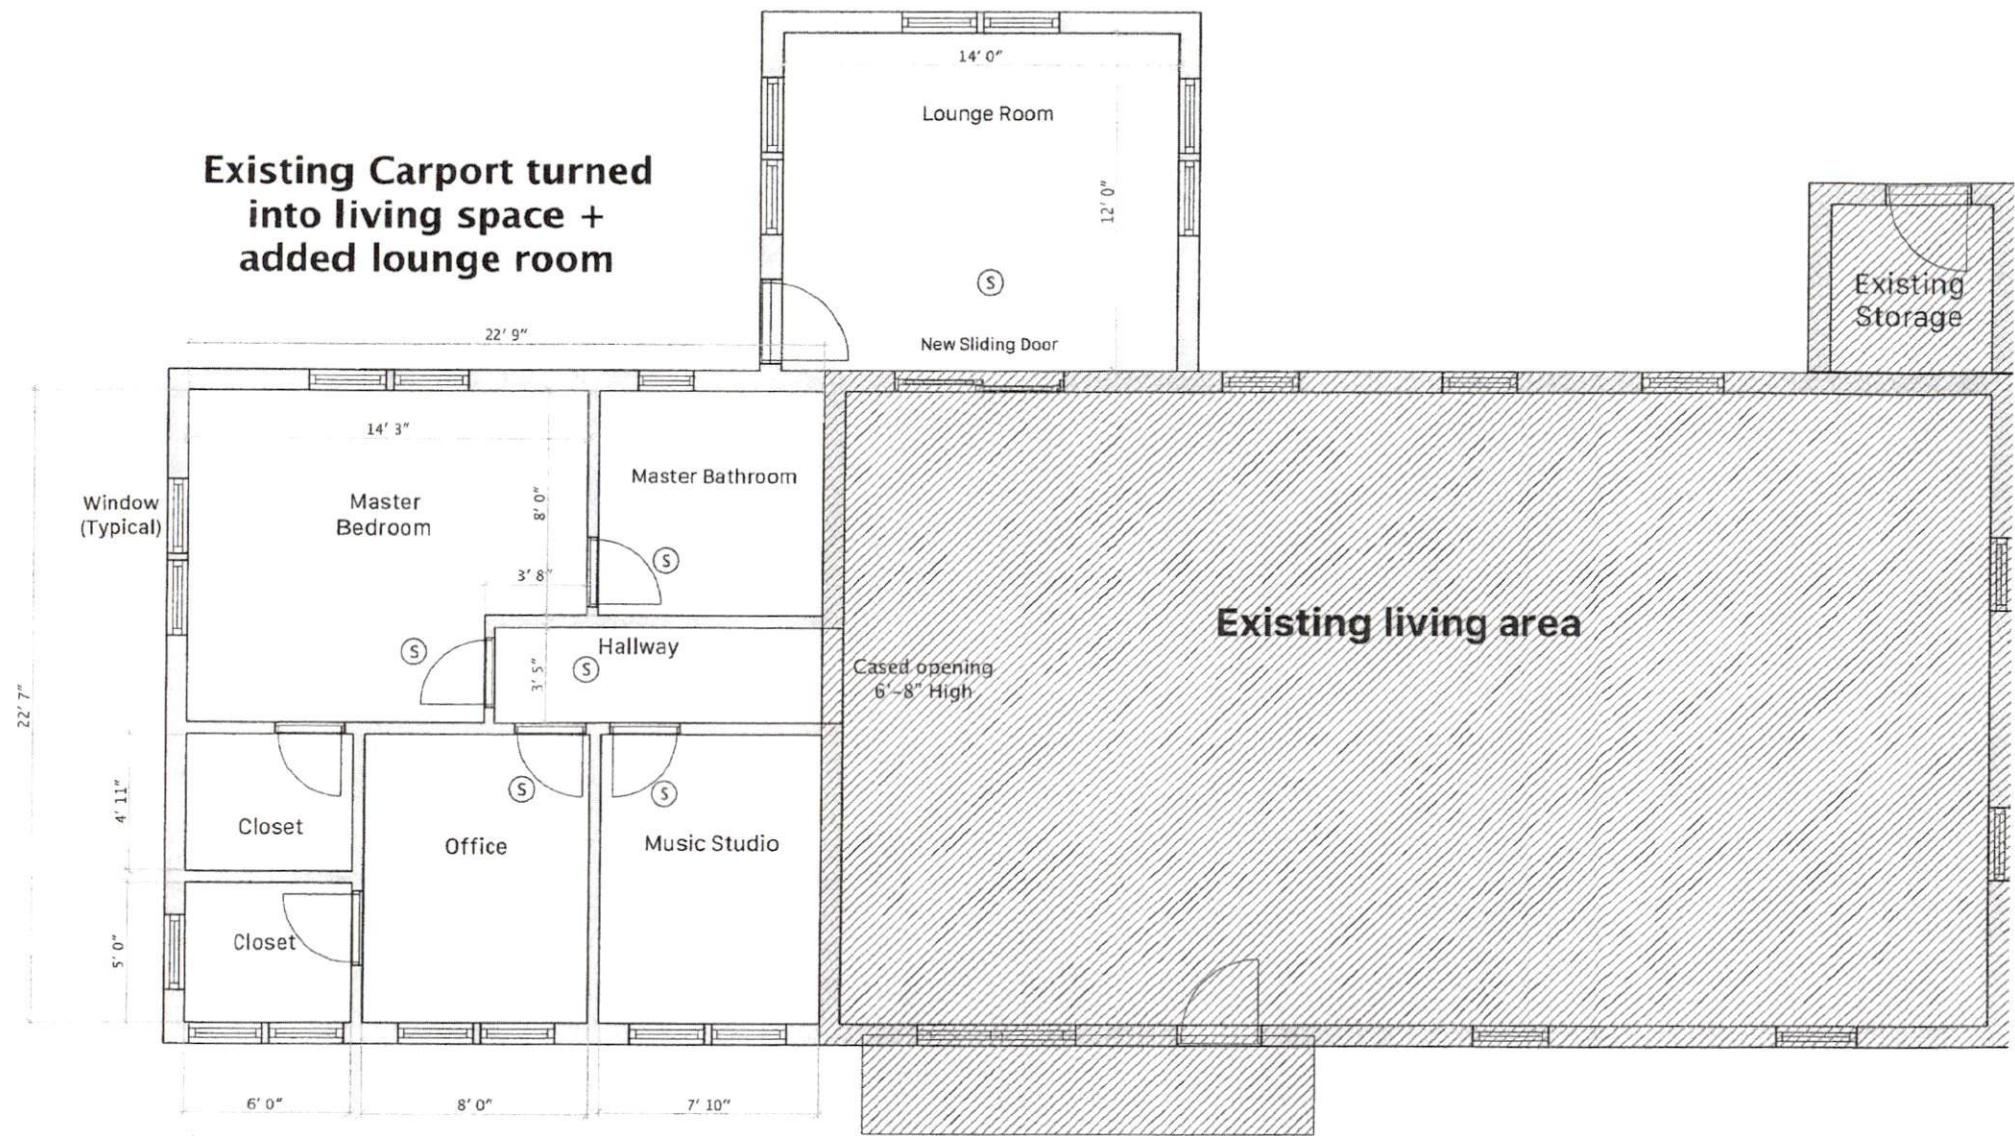 14' 0"
Lounge Room
Existing Carport turned
into living space +
added lounge room
12' 0"
S
Existing
Storage
22' 9"
New Sliding Door
14' 3"
Master Bathroom
Window
(Typical)
Master
Bedroom
8' 0"
S
3' 8"
Existing living area
S
Hallway
S
3' 5"
Cased opening
6'-8" High
22' 7"
S
S
4' 11"
Closet
Office
Music Studio
Closet
5' 0"
6' 0"
8' 0"
7' 10"